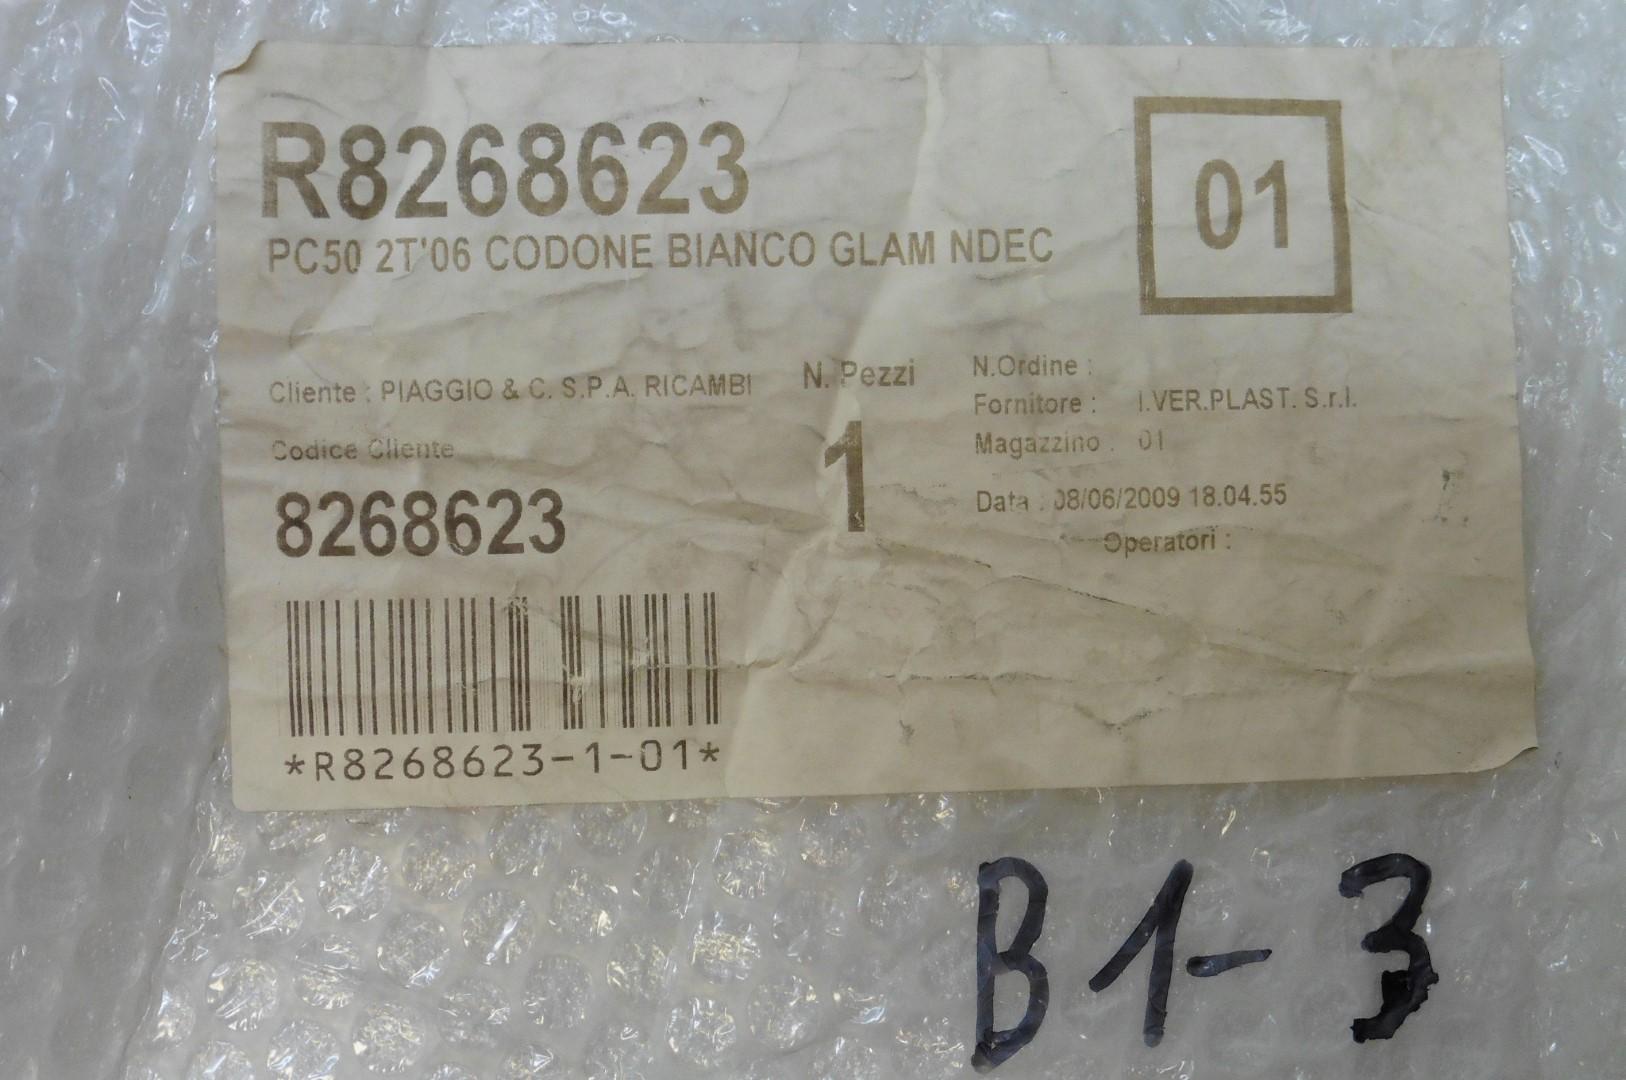 R8268623
01
PC50 2T'06 CODONE BIANCO GLAM NDEC
Cliente : PIAGGIO & C. S.P.A. RICAMBI
N. Pezzi
1
Codice Cliente
8268623
N.Ordine :
Fornitore : I.VER.PLAST. S.r.l.
Magazzino : 01
Data : 08/06/2009 18.04.55
Operatori :
*R8268623-1-01*
B1-3